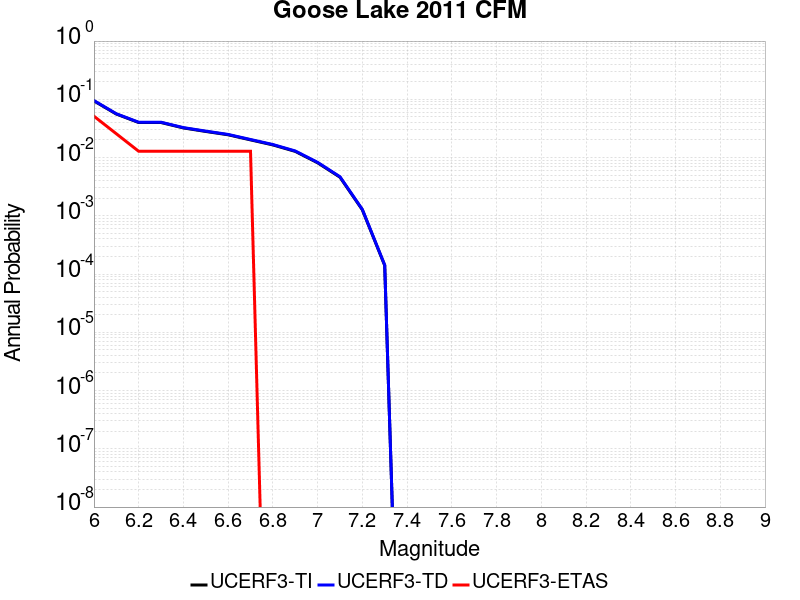 Goose Lake 2011 CFM
10^0
10^-1
10^-2
10^-3
10^-4
10^-5
10^-6
10^-7
10^-8
Annual Probability
6 6.2 6.4 6.6 6.8 7 7.2 7.4 7.6 7.8 8 8.2 8.4 8.6 8.8 9
Magnitude
UCERF3-TI UCERF3-TD UCERF3-ETAS